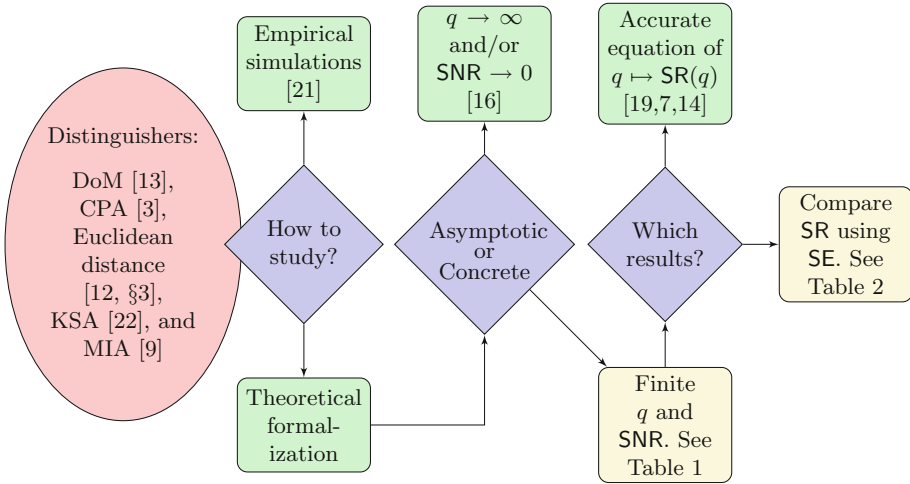 Distinguishers:
DoM [13],
CPA [3],
Euclidean
distance
[12, §3],
KSA [22], and
MIA [9]
Empirical
simulations
[21]
How to
study?
Theoretical
formal-
ization
q → ∞
and/or
SNR → 0
[16]
Asymptotic
or
Concrete
Finite
q and
SNR. See
Table 1
Accurate
equation of
q ↦ SR(q)
[19,7,14]
Which
results?
Compare
SR using
SE. See
Table 2